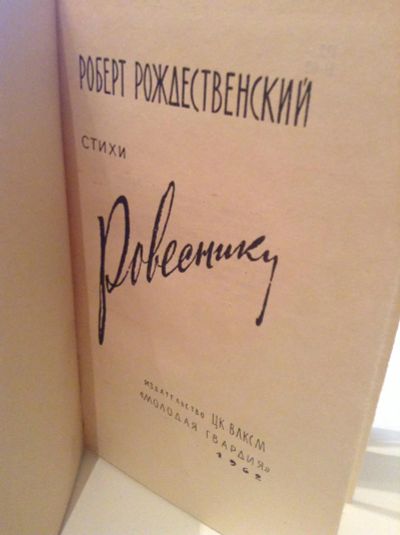 РОБЕРТ РОЖДЕСТВЕНСКИЙ
СТИХИ
Ровеснику
ИЗДАТЕЛЬСТВО ЦК ВЛКСМ
«МОЛОДАЯ ГВАРДИЯ»
1962